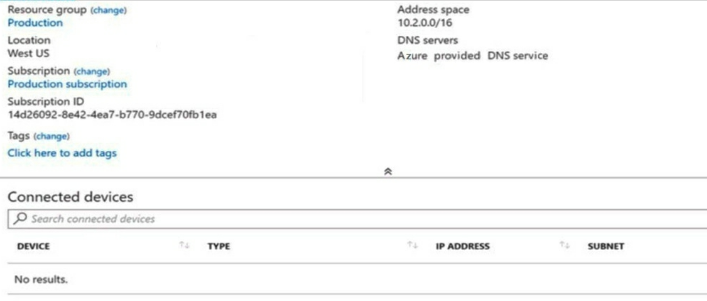 Resource group (change)
Production
Location
West US
Subscription (change)
Production subscription
Subscription ID
14d26092-8e42-4ea7-b770-9dcef70fb1ea
Tags (change)
Click here to add tags
Address space
10.2.0.0/16
DNS servers
Azure provided DNS service
Connected devices
Search connected devices
DEVICE TYPE IP ADDRESS SUBNET
No results.